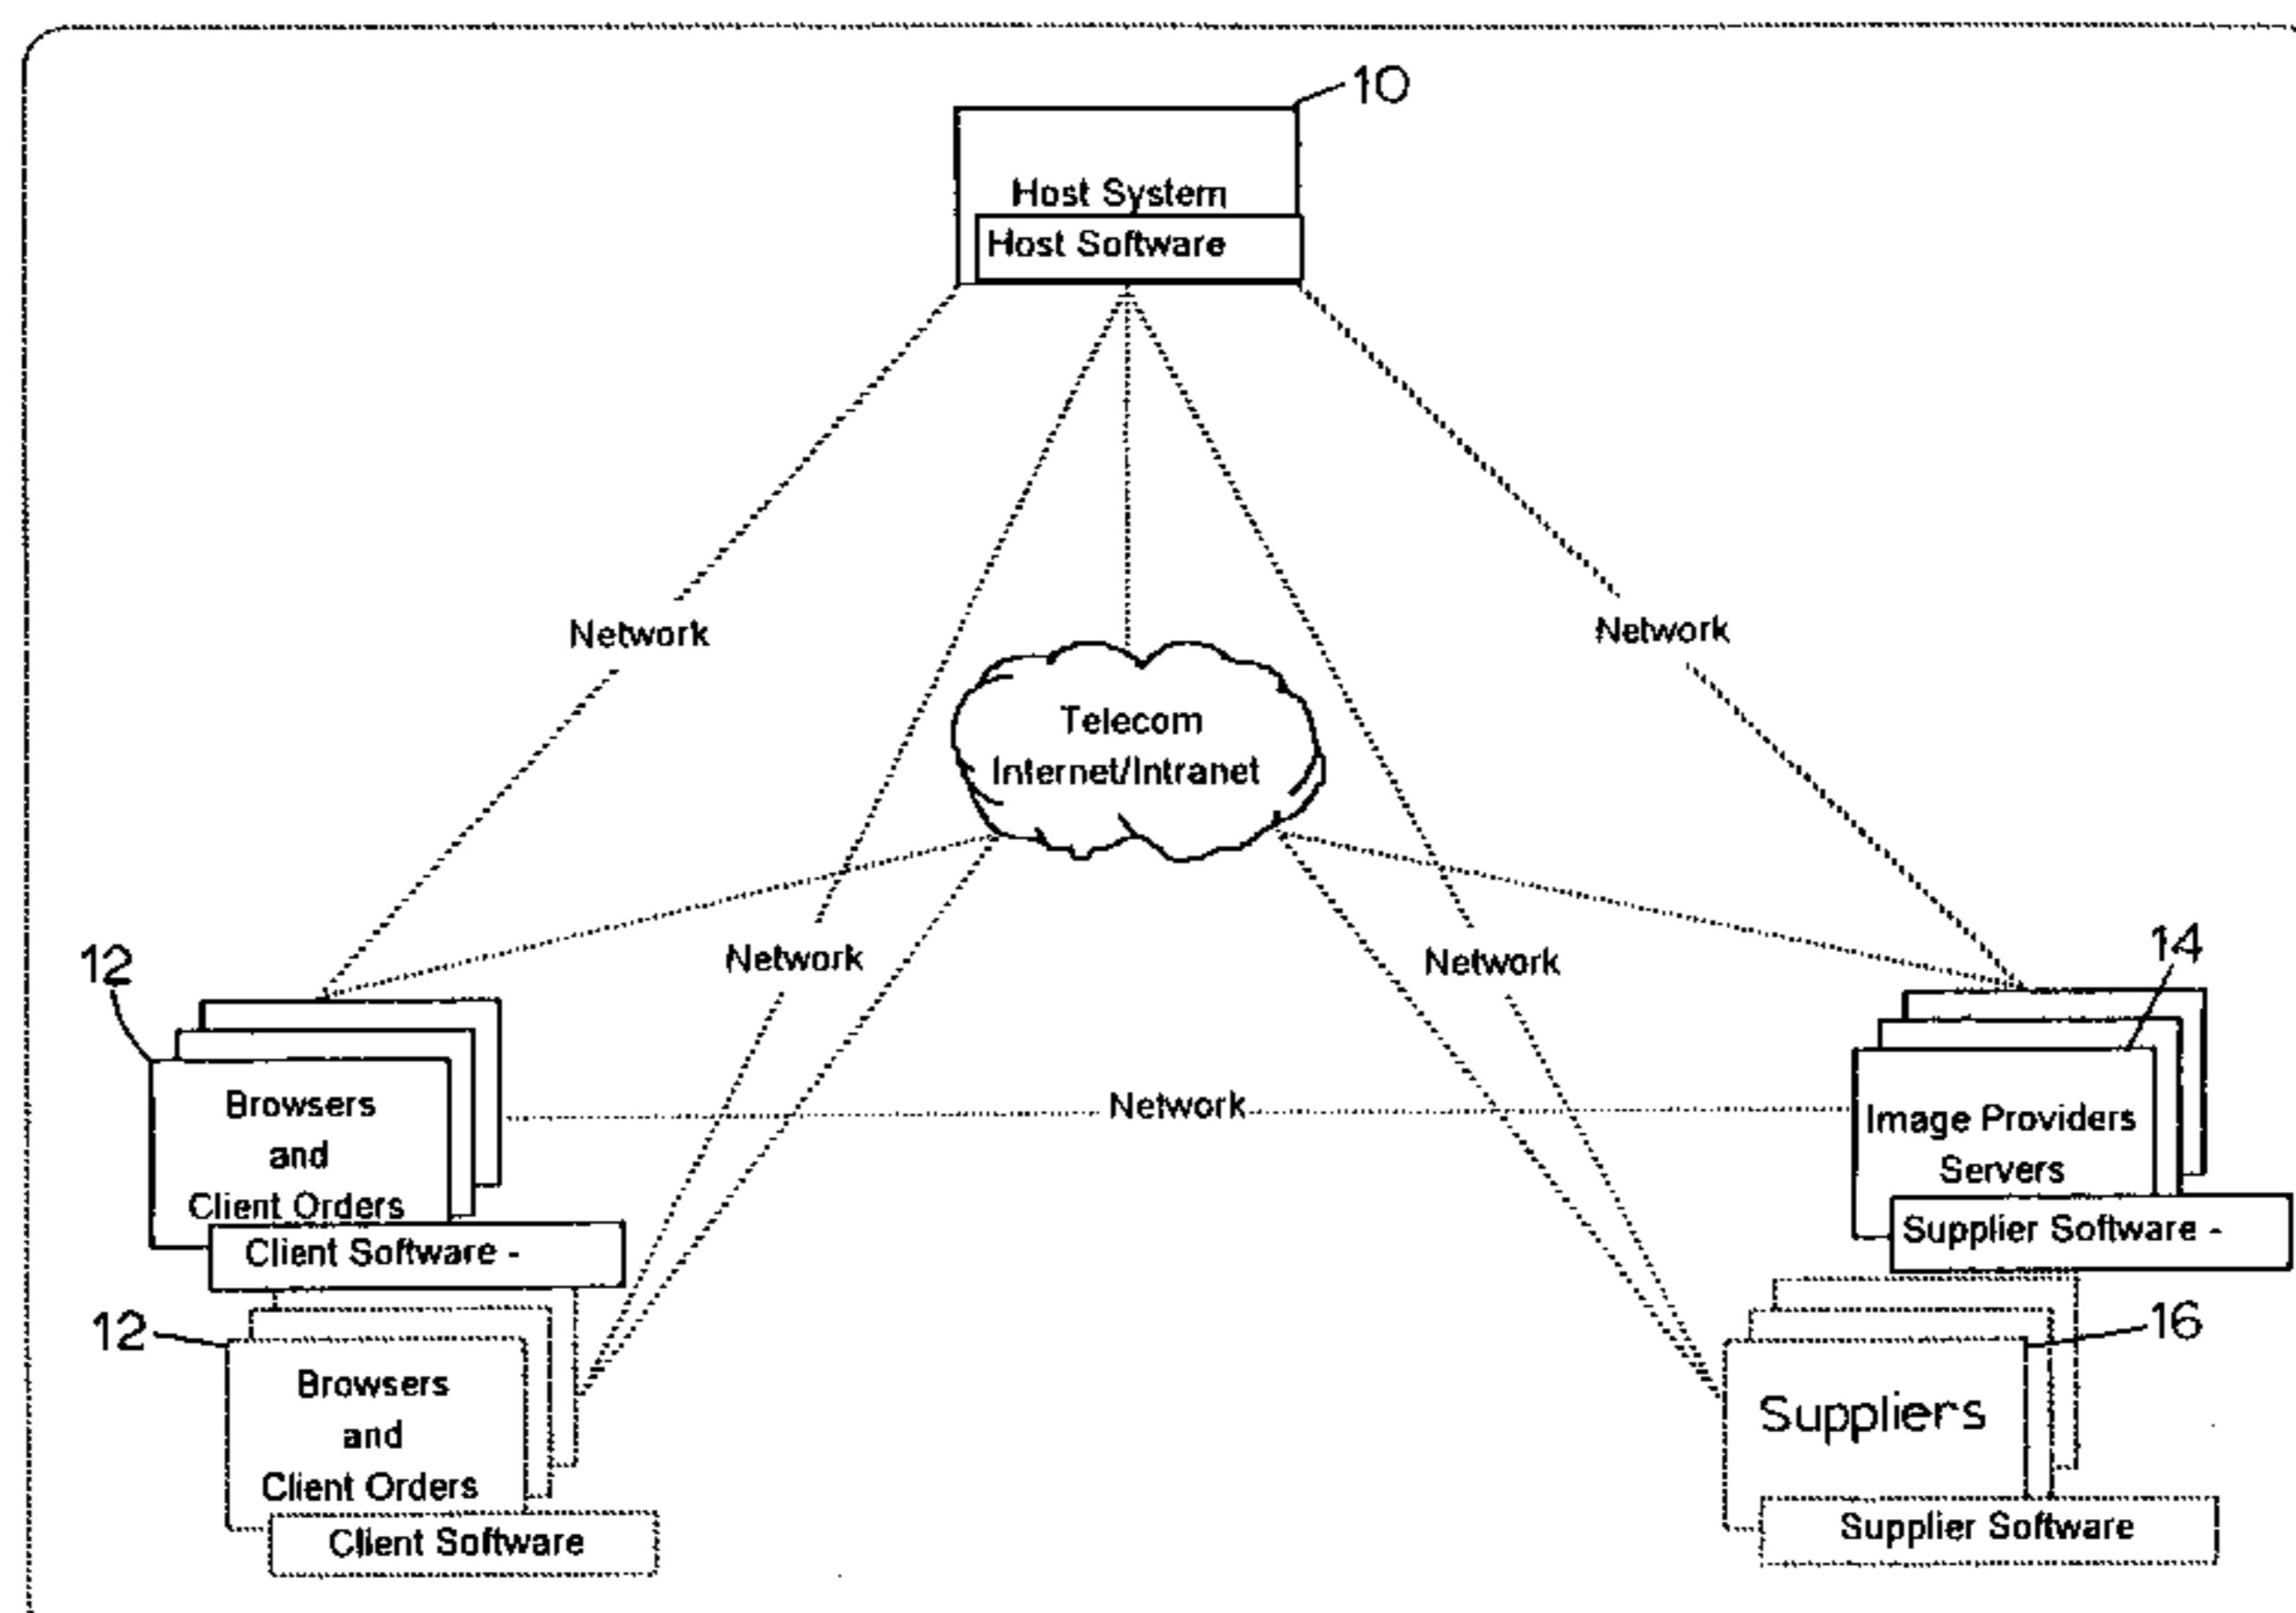 10
Host System
Host Software
Network
Network
Telecom
Internet/Intranet
12
Network
Network
14
Browsers
and
Client Orders
Client Software -
Network
Image Providers
Servers
Supplier Software -
12
Browsers
and
Client Orders
Client Software
16
Suppliers
Supplier Software